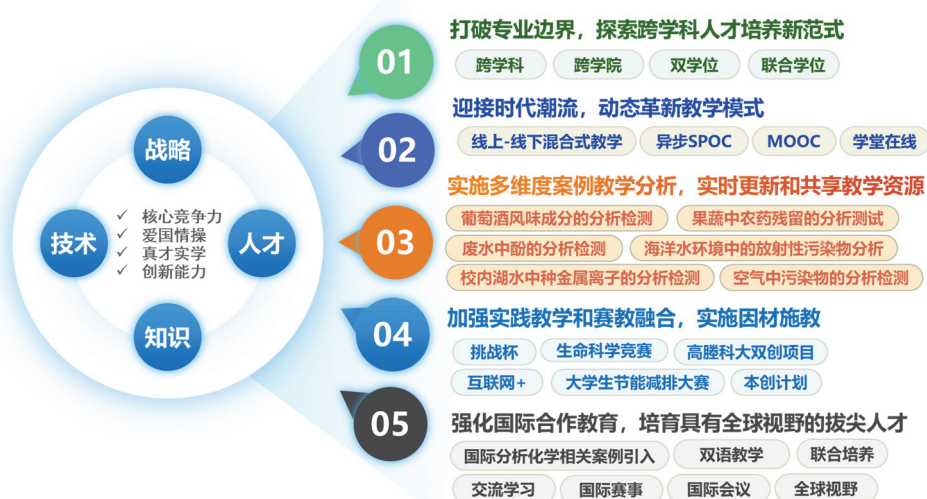 战略
技术
✓ 核心竞争力
✓ 爱国情操
✓ 真才实学
✓ 创新能力
人才
知识
01
打破专业边界，探索跨学科人才培养新范式
跨学科 跨学院 双学位 联合学位
02
迎接时代潮流，动态革新教学模式
线上-线下混合式教学 异步SPOC MOOC 学堂在线
03
实施多维度案例教学分析，实时更新和共享教学资源
葡萄酒风味成分的分析检测 果蔬中农药残留的分析测试
废水中酚的分析检测 海洋水环境中的放射性污染物分析
校内湖水中种金属离子的分析检测 空气中污染物的分析检测
04
加强实践教学和赛教融合，实施因材施教
挑战杯 生命科学竞赛 高滕科大双创项目
互联网+ 大学生节能减排大赛 本创计划
05
强化国际合作教育，培育具有全球视野的拔尖人才
国际分析化学相关案例引入 双语教学 联合培养
交流学习 国际赛事 国际会议 全球视野